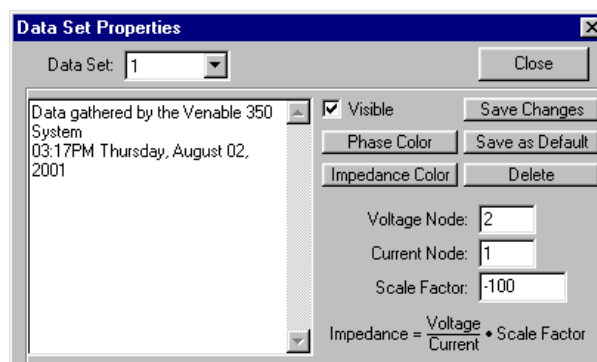 Data Set Properties
Data Set: 1
Close
Data gathered by the Venable 350
System
03:17PM Thursday, August 02,
2001
Visible
Save Changes
Phase Color
Save as Default
Impedance Color
Delete
Voltage Node: 2
Current Node: 1
Scale Factor: -100
Impedance = Voltage/Current • Scale Factor